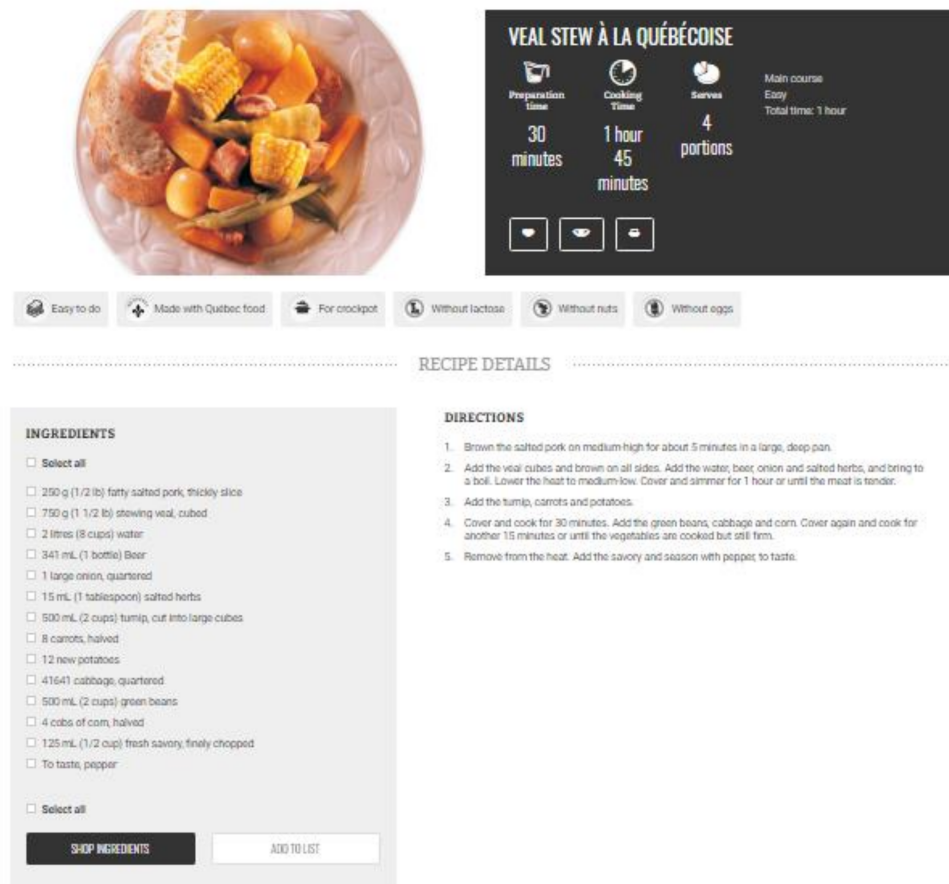 VEAL STEW À LA QUÉBÉCOISE
Preparation
time
30
minutes
Cooking
Time
1 hour
45
minutes
Serves
4
portions
Main course
Easy
Total time: 1 hour
Easy to do
Made with Québec food
For crockpot
Without lactose
Without nuts
Without eggs
RECIPE DETAILS
INGREDIENTS
Select all
250 g (1/2 lb) fatty salted pork, thickly slice
750 g (1 1/2 lb) stewing veal, cubed
2 litres (8 cups) water
341 mL (1 bottle) Beer
1 large onion, quartered
15 mL (1 tablespoon) salted herbs
500 mL (2 cups) turnip, cut into large cubes
8 carrots, halved
12 new potatoes
41641 cabbage, quartered
500 mL (2 cups) green beans
4 cobs of corn, halved
125 mL (1/2 cup) fresh savory, finely chopped
To taste, pepper
Select all
SHOP INGREDIENTS
ADD TO LIST
DIRECTIONS
1. Brown the salted pork on medium-high for about 5 minutes in a large, deep pan.
2. Add the veal cubes and brown on all sides. Add the water, beer, onion and salted herbs, and bring to
a boil. Lower the heat to medium-low. Cover and simmer for 1 hour or until the meat is tender.
3. Add the turnip, carrots and potatoes.
4. Cover and cook for 30 minutes. Add the green beans, cabbage and corn. Cover again and cook for
another 15 minutes or until the vegetables are cooked but still firm.
5. Remove from the heat. Add the savory and season with pepper, to taste.